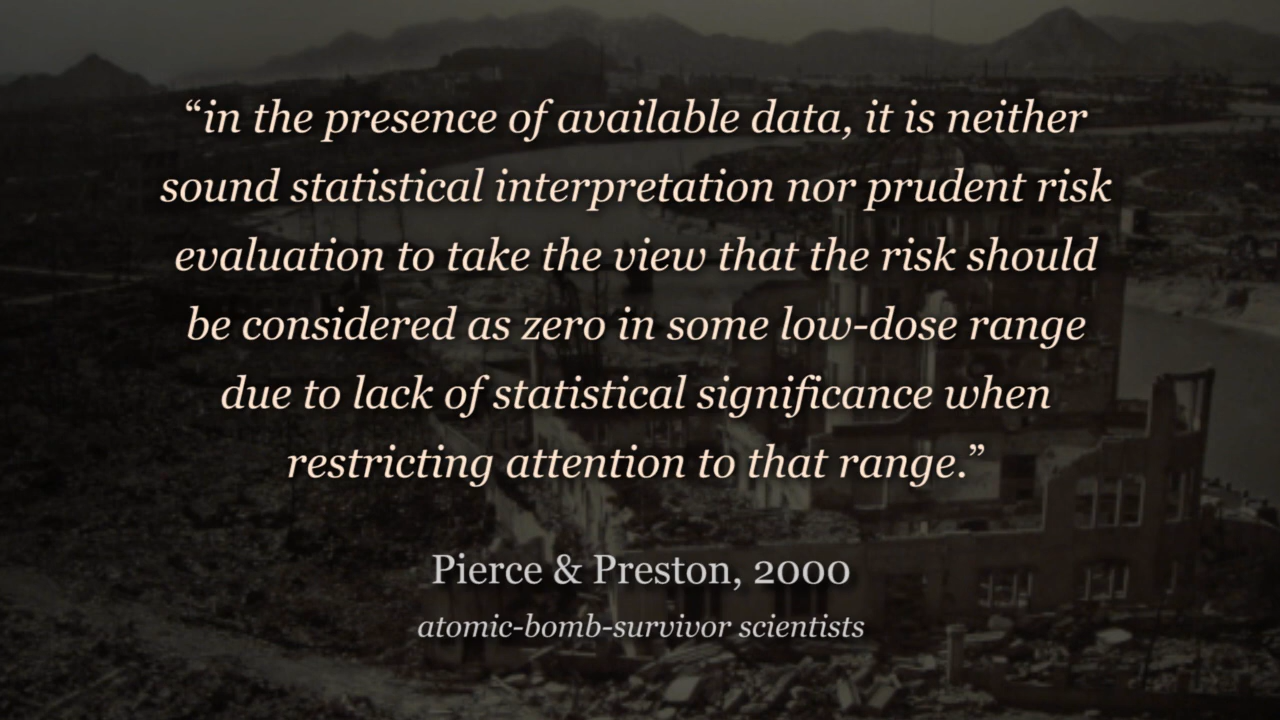 “in the presence of available data, it is neither
sound statistical interpretation nor prudent risk
evaluation to take the view that the risk should
be considered as zero in some low-dose range
due to lack of statistical significance when
restricting attention to that range.”
Pierce & Preston, 2000
atomic-bomb-survivor scientists